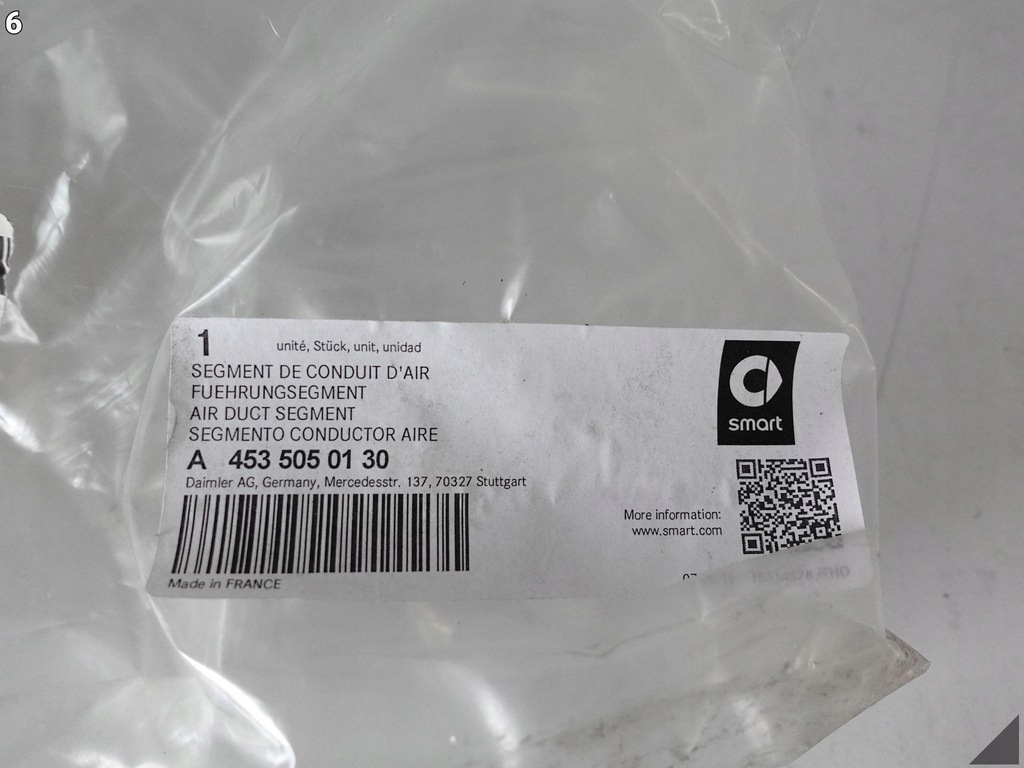 6
1 unité, Stück, unit, unidad
SEGMENT DE CONDUIT D'AIR
FUEHRUNGSEGMENT
AIR DUCT SEGMENT
SEGMENTO CONDUCTOR AIRE
A 453 505 01 30
Daimler AG, Germany, Mercedesstr. 137, 70327 Stuttgart
Made in FRANCE
smart
More information:
www.smart.com